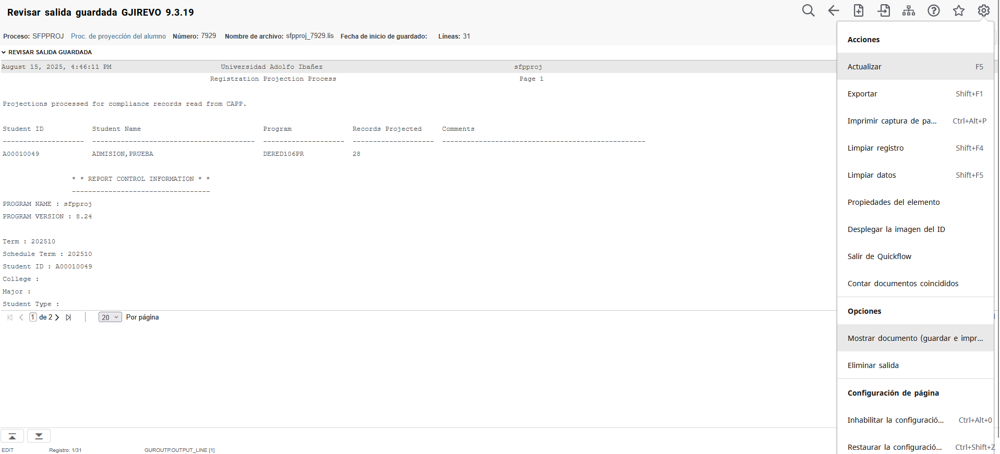 Revisar salida guardada GJIREVO 9.3.19
Proceso: SFPPROJ Proc. de proyección del alumno Número: 7929 Nombre de archivo: sfpproj_7929.lis Fecha de inicio de guardado: Líneas: 31
REVISAR SALIDA GUARDADA
August 15, 2025, 4:46:11 PM Universidad Adolfo Ibañez sfpproj
Registration Projection Process Page 1
Projections processed for compliance records read from CAPP.
Student ID Student Name Program Records Projected Comments
-------------------- ---------------------------------------- -------------------- -------------------- --------------------------------------------------
A00010049 ADMISION,PRUEBA DERED106PR 28
* * REPORT CONTROL INFORMATION * *
----------------------------------
PROGRAM NAME : sfpproj
PROGRAM VERSION : 8.24
Term : 202510
Schedule Term : 202510
Student ID : A00010049
College :
Major :
Student Type :
1 de 2 20 Por página
EDIT Registro: 1/31 GUROUTP.OUTPUT_LINE [1]
Acciones
Actualizar F5
Exportar Shift+F1
Imprimir captura de pa... Ctrl+Alt+P
Limpiar registro Shift+F4
Limpiar datos Shift+F5
Propiedades del elemento
Desplegar la imagen del ID
Salir de Quickflow
Contar documentos coincididos
Opciones
Mostrar documento (guardar e impr...
Eliminar salida
Configuración de página
Inhabilitar la configuració... Ctrl+Alt+0
Restaurar la configuració... Ctrl+Shift+Z